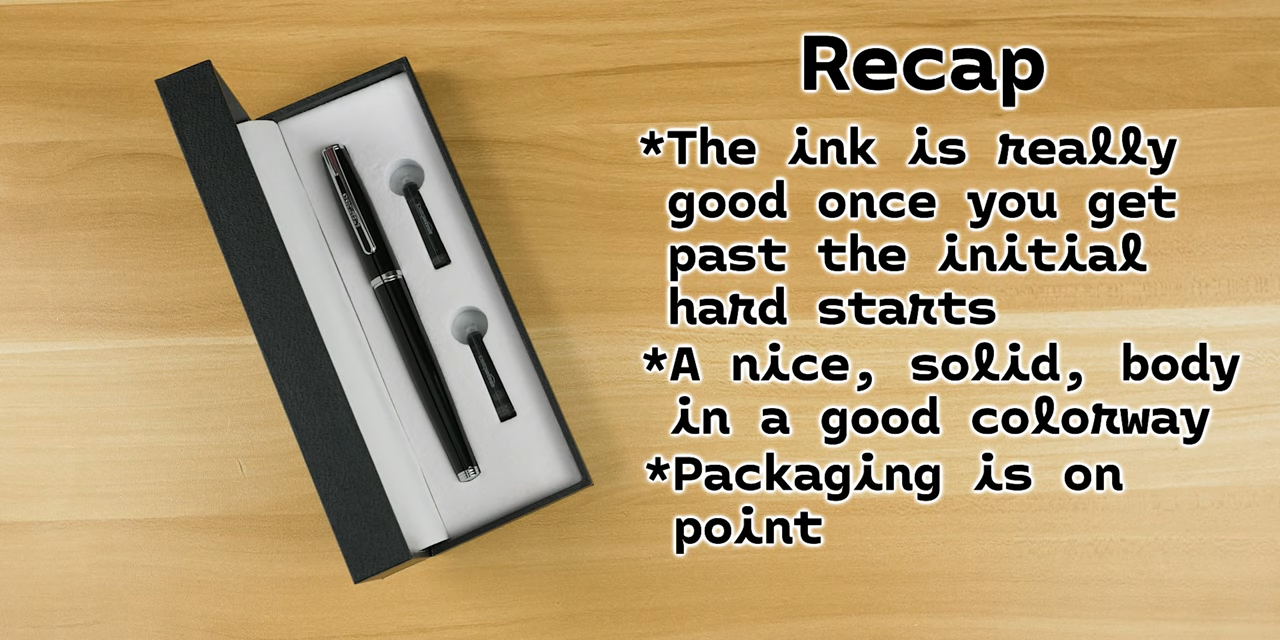 Recap
*The ink is really
good once you get
past the initial
hard starts
*A nice, solid, body
in a good colorway
*Packaging is on
point